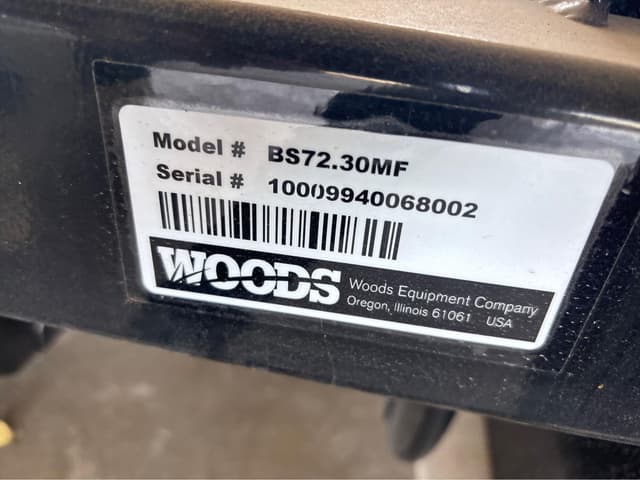 Model # BS72.30MF
Serial # 10009940068002
WOODS
Woods Equipment Company
Oregon, Illinois 61061 USA